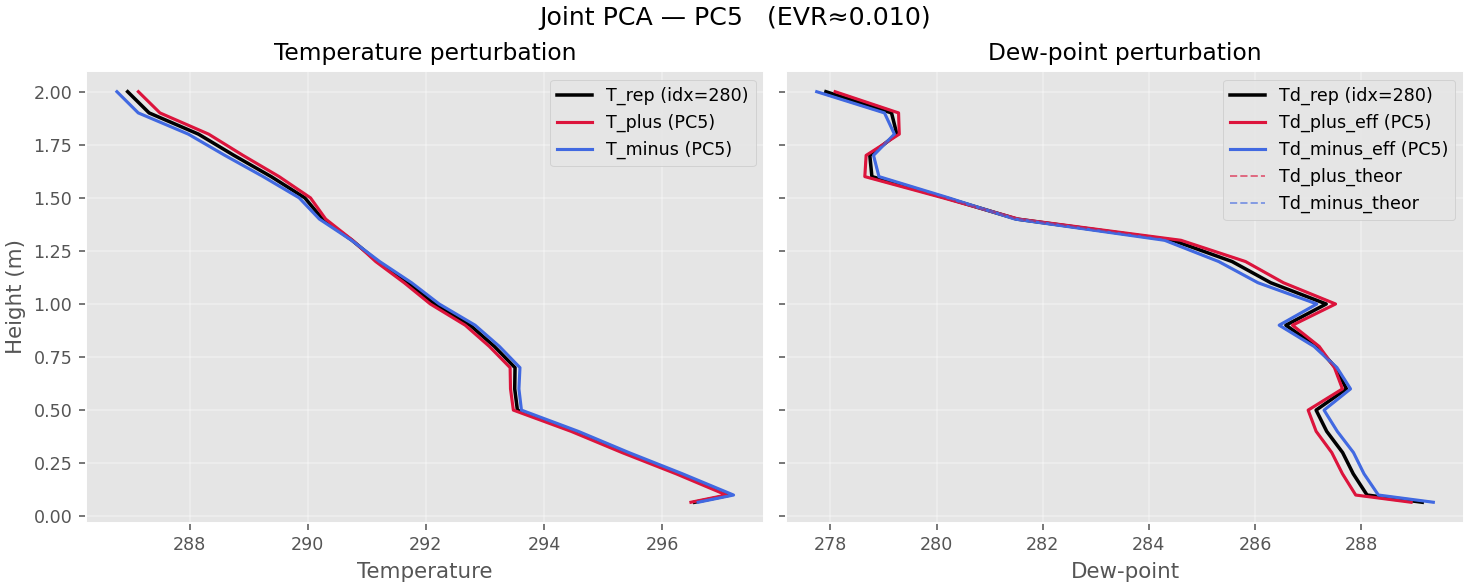 Joint PCA — PC5   (EVR≈0.010)
Temperature perturbation
Dew-point perturbation
T_rep (idx=280)
T_plus (PC5)
T_minus (PC5)
Td_rep (idx=280)
Td_plus_eff (PC5)
Td_minus_eff (PC5)
Td_plus_theor
Td_minus_theor
Height (m)
2.00
1.75
1.50
1.25
1.00
0.75
0.50
0.25
0.00
288 290 292 294 296
278 280 282 284 286 288
Temperature
Dew-point